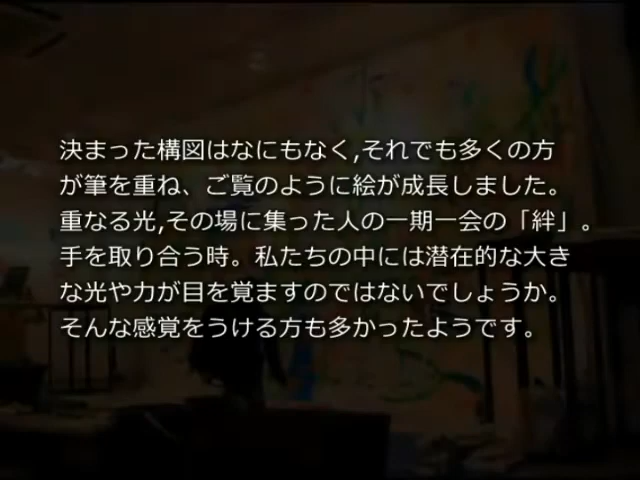 決まった構図はなにもなく,それでも多くの方
が筆を重ね、ご覧のように絵が成長しました。
重なる光,その場に集った人の一期一会の「絆」。
手を取り合う時。私たちの中には潜在的な大き
な光や力が目を覚ますのではないでしょうか。
そんな感覚をうける方も多かったようです。